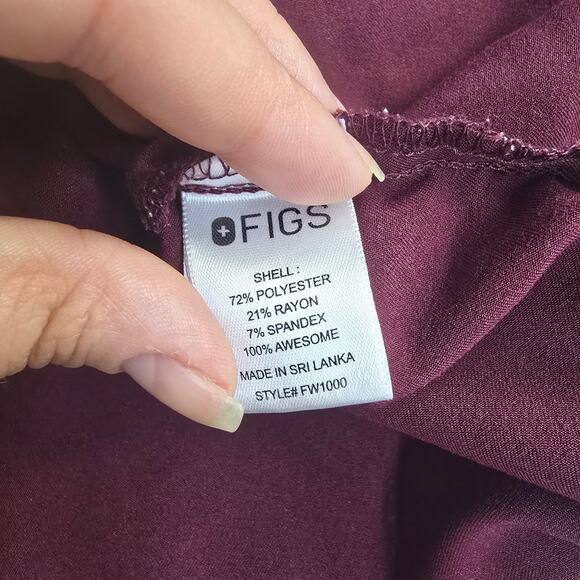 FIGS
SHELL :
72% POLYESTER
21% RAYON
7% SPANDEX
100% AWESOME
MADE IN SRI LANKA
STYLE# FW1000